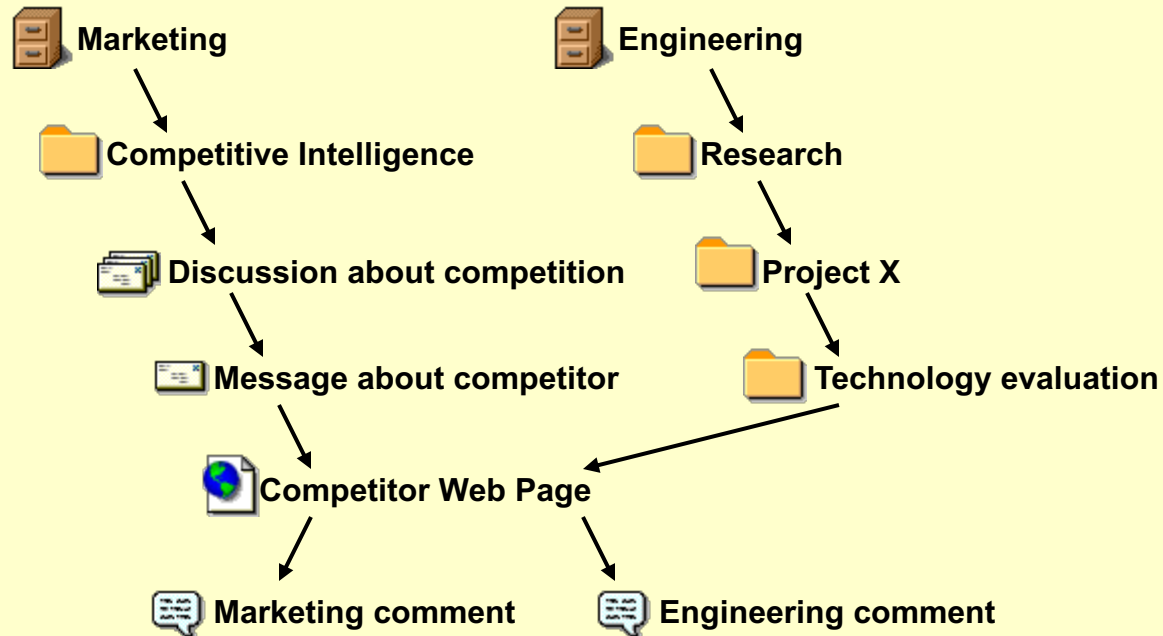 Marketing
Engineering
Competitive Intelligence
Research
Discussion about competition
Project X
Message about competitor
Technology evaluation
Competitor Web Page
Marketing comment
Engineering comment